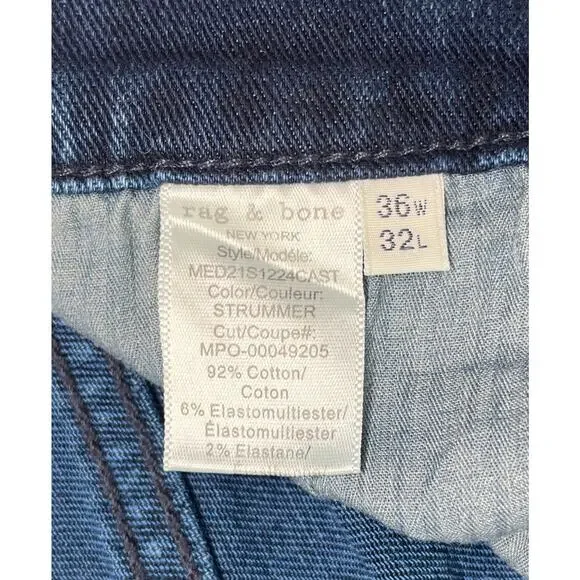 rag & bone
NEW YORK
Style/Modéle:
MED21S1224CAST
Color/Couleur:
STRUMMER
Cut/Coupe#:
MPO-00049205
92% Cotton/
Coton
6% Elastomultiester/
Élastomultiester
2% Elastane/
36W
32L